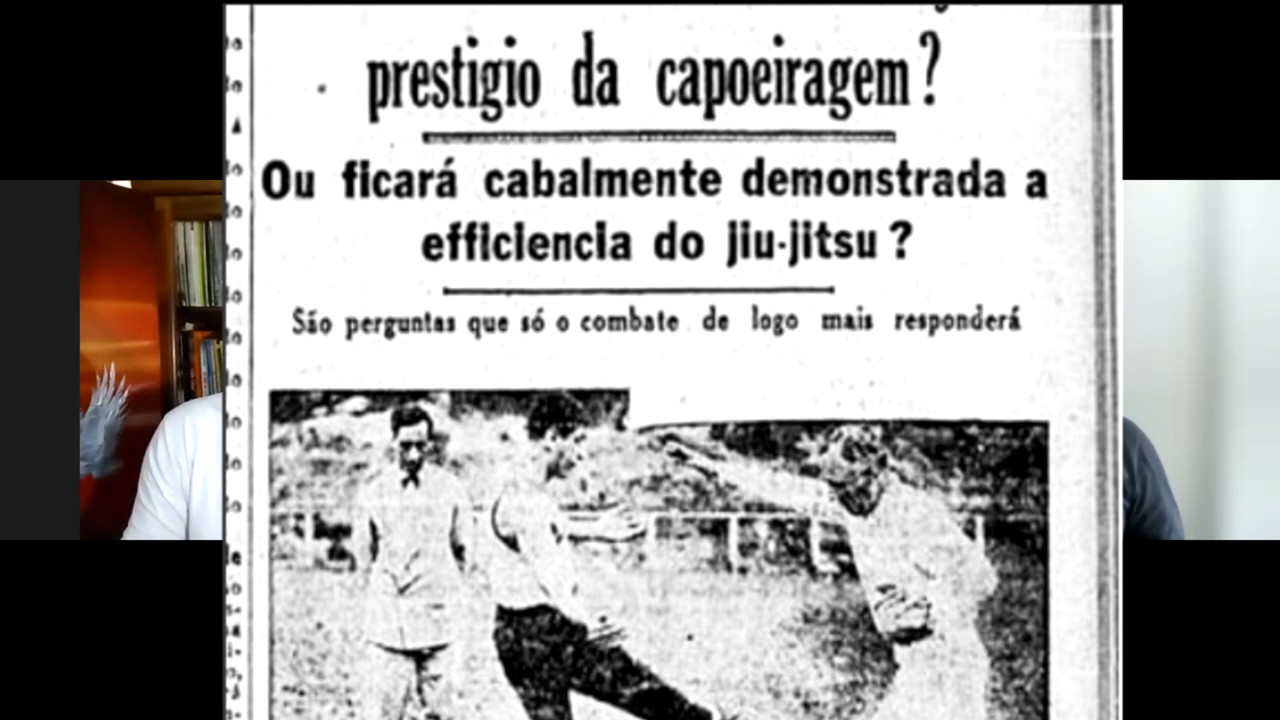 prestigio da capoeiragem?
Ou ficará cabalmente demonstrada a
efficiencia do jiu-jitsu?
São perguntas que só o combate de logo mais responderá